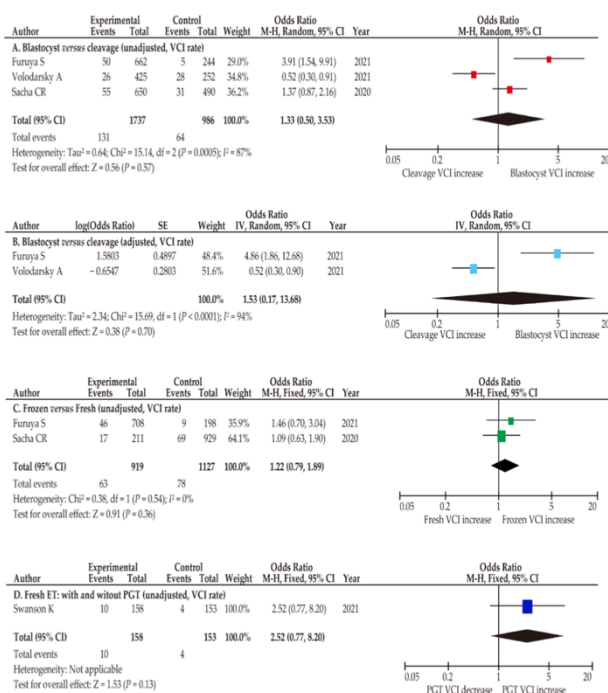 Experimental Control Odds Ratio Odds Ratio
Author Events Total Events Total Weight M-H, Random, 95% CI Year M-H, Random, 95% CI
A. Blastocyst versus cleavage (unadjusted, VCI rate)
Furuya S 50 662 5 244 29.0% 3.91 (1.54, 9.91) 2021
Volodarsky A 26 425 28 252 34.8% 0.52 (0.30, 0.91) 2021
Sacha CR 55 650 31 490 36.2% 1.37 (0.87, 2.16) 2020
Total (95% CI) 1737 986 100.0% 1.33 (0.50, 3.53)
Total events 131 64
Heterogeneity: Tau² = 0.64; Chi² = 15.14, df = 2 (P = 0.0005); I² = 87%
Test for overall effect: Z = 0.56 (P = 0.57)
0.05 0.2 1 5 20
Cleavage VCI increase Blastocyst VCI increase
Odds Ratio Odds Ratio
Author log(Odds Ratio) SE Weight IV, Random, 95% CI Year IV, Random, 95% CI
B. Blastocyst versus cleavage (adjusted, VCI rate)
Furuya S 1.5803 0.4897 48.4% 4.86 (1.86, 12.68) 2021
Volodarsky A −0.6547 0.2803 51.6% 0.52 (0.30, 0.90) 2021
Total (95% CI) 100.0% 1.53 (0.17, 13.68)
Heterogeneity: Tau² = 2.34; Chi² = 15.69, df = 1 (P < 0.0001); I² = 94%
Test for overall effect: Z = 0.38 (P = 0.70)
0.05 0.2 1 5 20
Cleavage VCI increase Blastocyst VCI increase
Experimental Control Odds Ratio Odds Ratio
Author Events Total Events Total Weight M-H, Fixed, 95% CI Year M-H, Fixed, 95% CI
C. Frozen versus Fresh (unadjusted, VCI rate)
Furuya S 46 708 9 198 35.9% 1.46 (0.70, 3.04) 2021
Sacha CR 17 211 69 929 64.1% 1.09 (0.63, 1.90) 2020
Total (95% CI) 919 1127 100.0% 1.22 (0.79, 1.89)
Total events 63 78
Heterogeneity: Chi² = 0.38, df = 1 (P = 0.54); I² = 0%
Test for overall effect: Z = 0.91 (P = 0.36)
0.05 0.2 1 5 20
Fresh VCI increase Frozen VCI increase
Experimental Control Odds Ratio Odds Ratio
Author Events Total Events Total Weight M-H, Fixed, 95% CI Year M-H, Fixed, 95% CI
D. Fresh ET: with and witout PGT (unadjusted, VCI rate)
Swanson K 10 158 4 153 100.0% 2.52 (0.77, 8.20) 2021
Total (95% CI) 158 153 100.0% 2.52 (0.77, 8.20)
Total events 10 4
Heterogeneity: Not applicable
Test for overall effect: Z = 1.53 (P = 0.13)
0.05 0.2 1 5 20
PGT VCI decrease PGT VCI increase